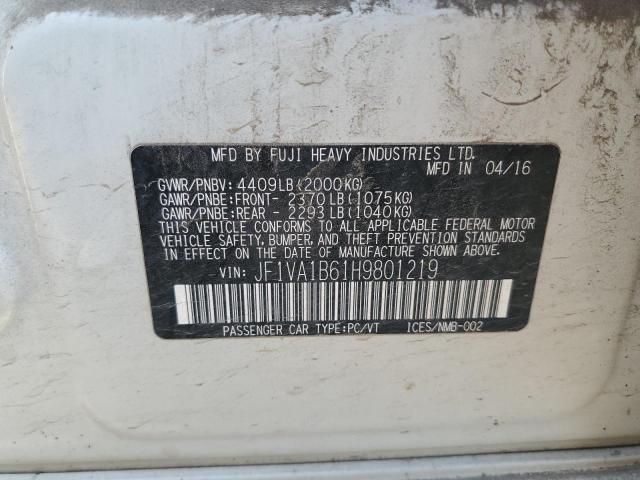 MFD BY FUJI HEAVY INDUSTRIES LTD.
MFD IN 04/16
GVWR/PNBV: 4409LB(2000KG)
GAWR/PNBE:FRONT- 2370LB(1075KG)
GAWR/PNBE:REAR - 2293LB(1040KG)
THIS VEHICLE CONFORMS TO ALL APPLICABLE FEDERAL MOTOR
VEHICLE SAFETY, BUMPER, AND THEFT PREVENTION STANDARDS
IN EFFECT ON THE DATE OF MANUFACTURE SHOWN ABOVE.
VIN: JF1VA1B61H9801219
PASSENGER CAR TYPE:PC/VT ICES/NMB-002